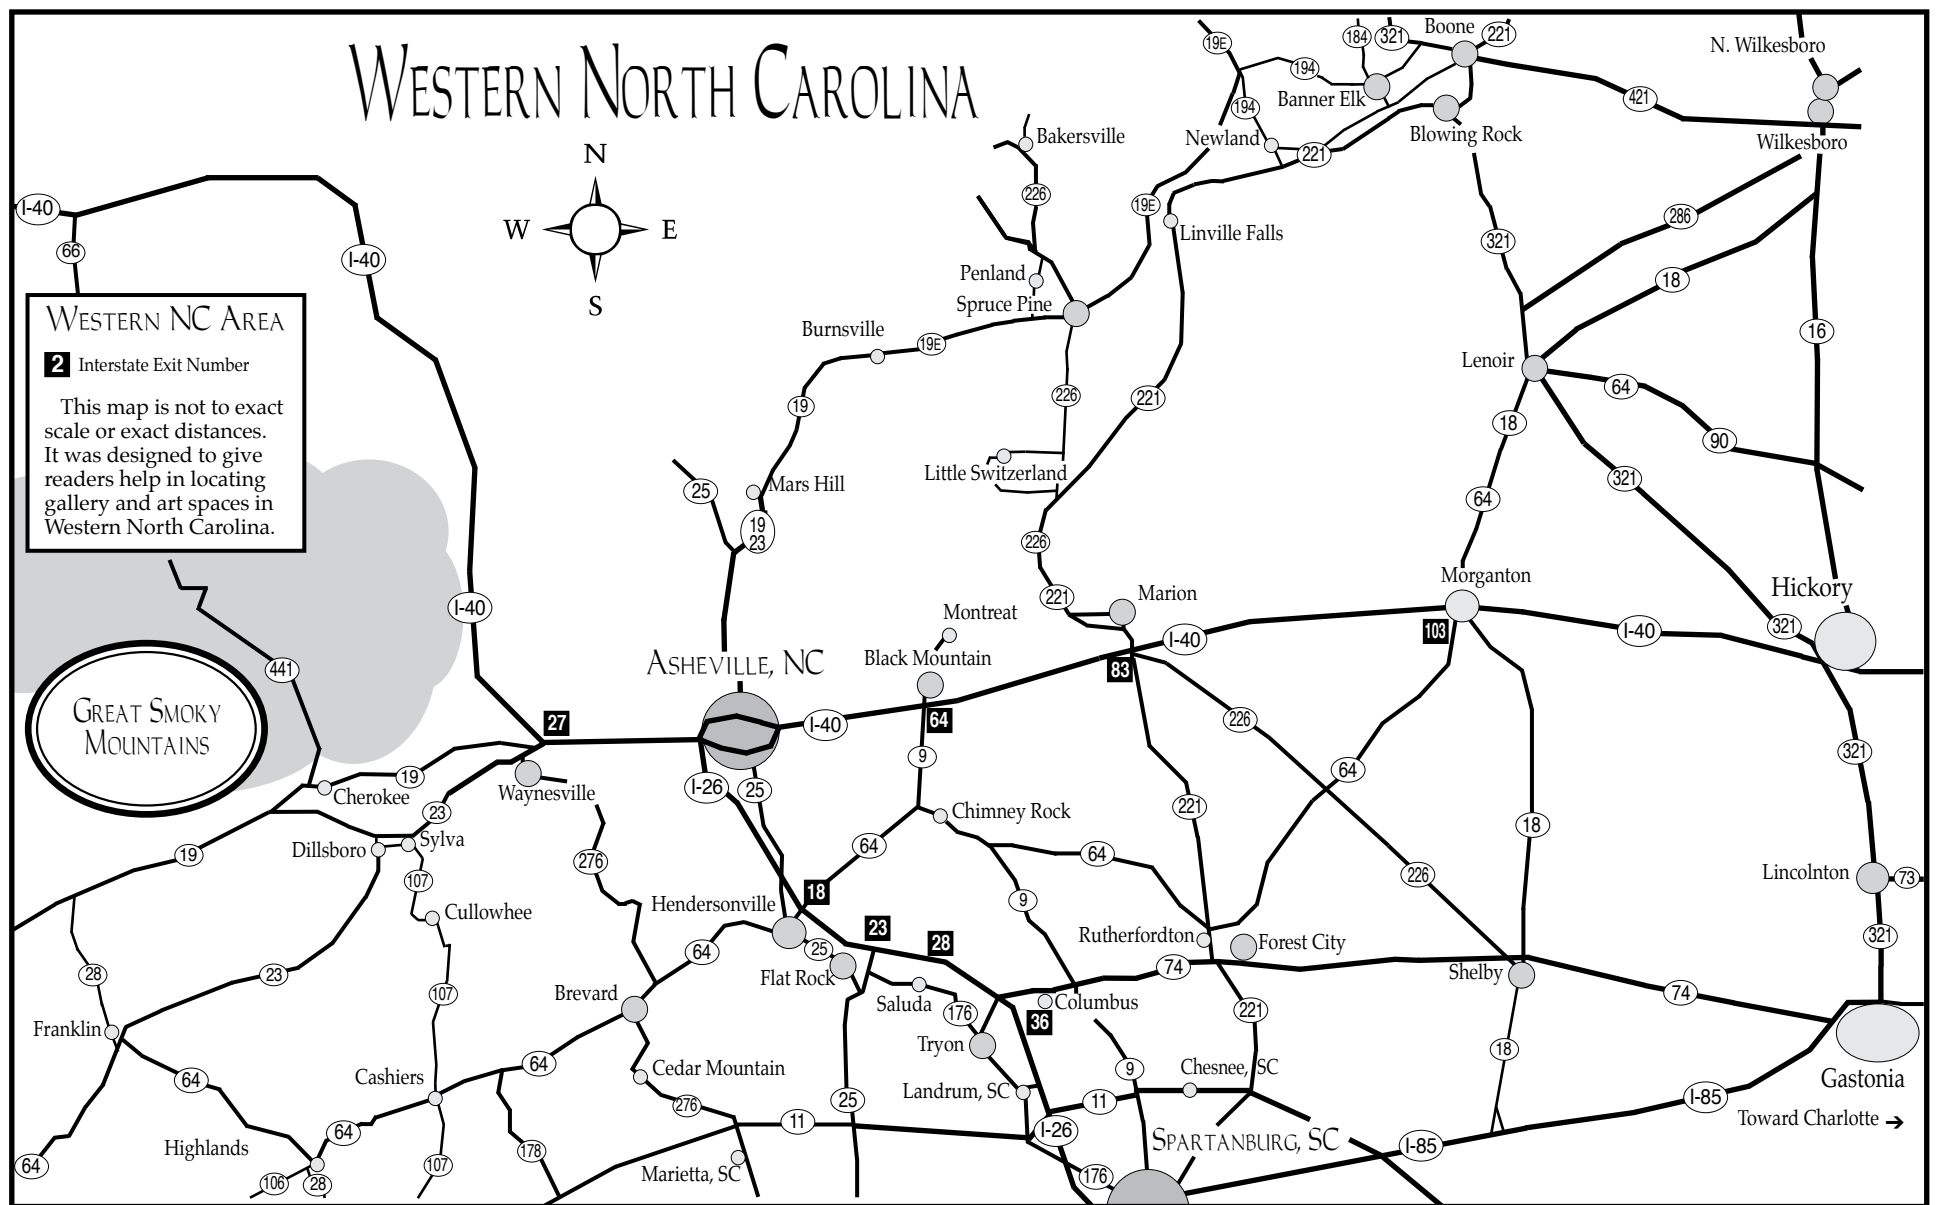 WESTERN NORTH CAROLINA
N
W
E
S
WESTERN NC AREA
2 Interstate Exit Number
This map is not to exact
scale or exact distances.
It was designed to give
readers help in locating
gallery and art spaces in
Western North Carolina.
GREAT SMOKY
MOUNTAINS
I-40
66
I-40
I-40
441
27
19
Cherokee
23
Waynesville
19
Dillsboro
Sylva
107
Cullowhee
276
28
23
107
Franklin
64
64
Highlands
106
28
64
Cashiers
107
64
178
Brevard
64
Cedar Mountain
276
11
Marietta, SC
25
19E
184
321
Boone
221
194
Banner Elk
194
Newland
221
Blowing Rock
421
N. Wilkesboro
Wilkesboro
Bakersville
226
19E
Linville Falls
Penland
Spruce Pine
Burnsville
19E
19
226
221
Little Switzerland
25
Mars Hill
19
23
226
221
Marion
321
286
18
16
Lenoir
64
18
90
321
64
Morganton
103
I-40
Hickory
321
Montreat
Black Mountain
ASHEVILLE, NC
I-40
64
83
I-40
I-26
25
9
Chimney Rock
64
226
64
221
64
18
321
Hendersonville
18
9
23
28
25
Flat Rock
Saluda
176
Tryon
36
Columbus
74
Rutherfordton
Forest City
226
Shelby
Lincolnton
73
321
74
221
18
Landrum, SC
9
Chesnee, SC
11
I-26
176
SPARTANBURG, SC
I-85
I-85
Gastonia
Toward Charlotte ➔